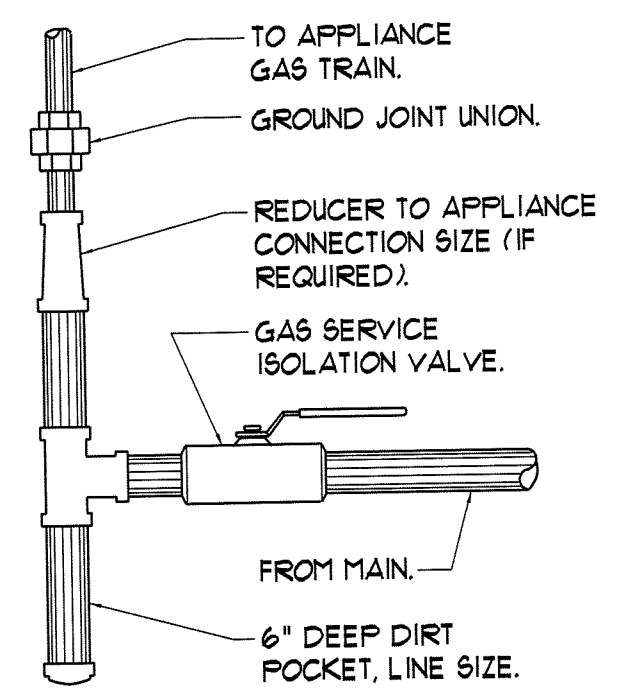 TO APPLIANCE
GAS TRAIN.
GROUND JOINT UNION.
REDUCER TO APPLIANCE
CONNECTION SIZE (IF
REQUIRED).
GAS SERVICE
ISOLATION VALVE.
FROM MAIN.
6" DEEP DIRT
POCKET, LINE SIZE.